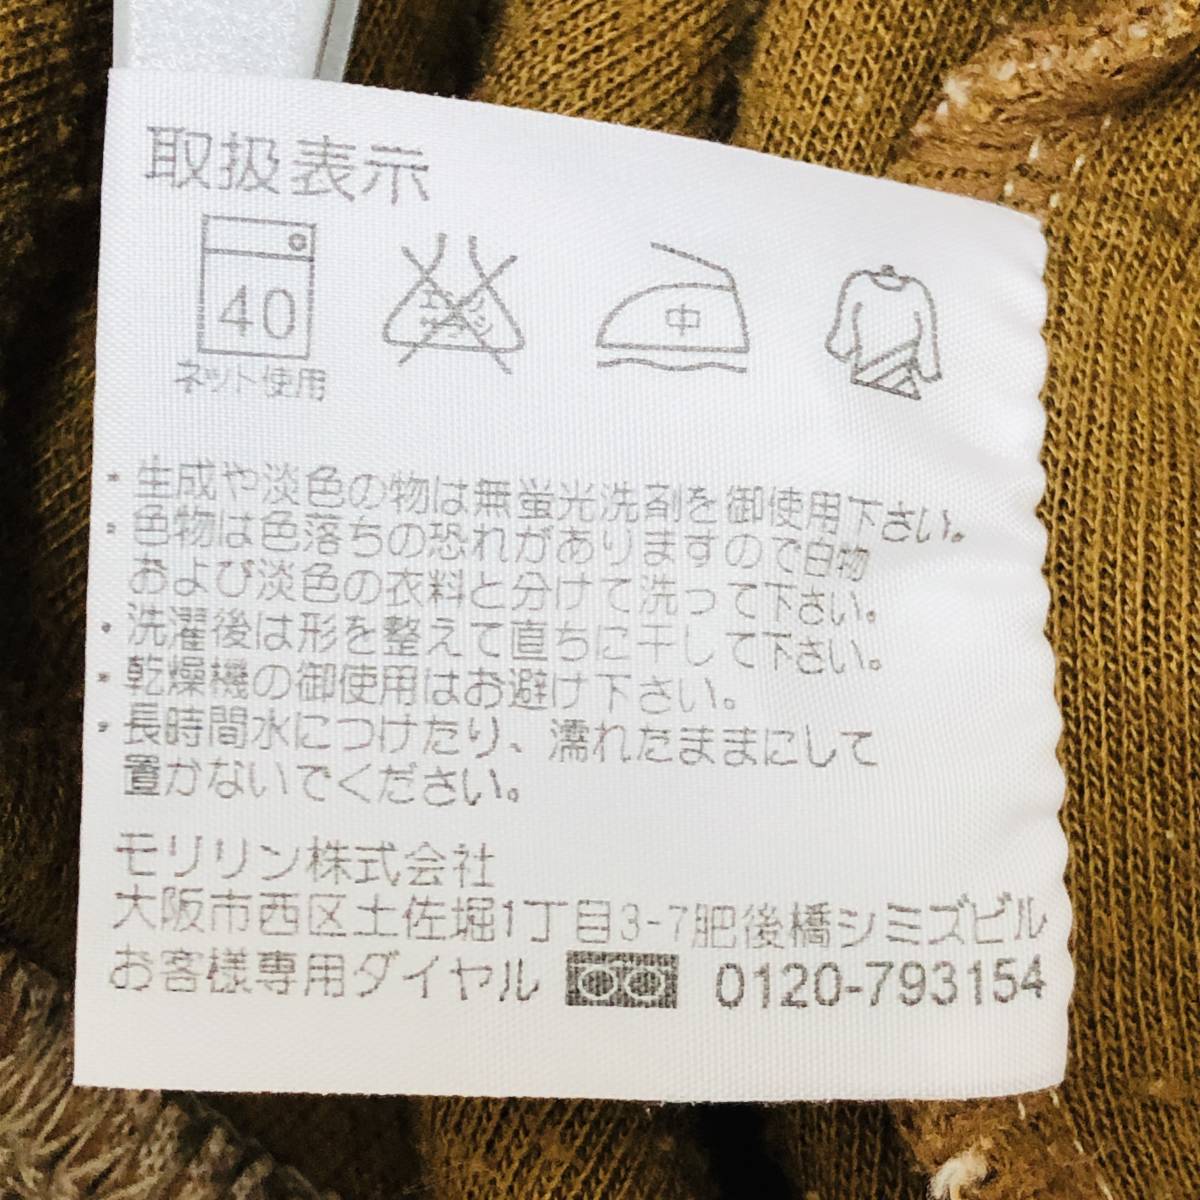 取扱表示
40
中
ネット使用
・生成や淡色の物は無蛍光洗剤を御使用下さい。
・色物は色落ちの恐れがありますので白物
および淡色の衣料と分けて洗って下さい。
・洗濯後は形を整えて直ちに干して下さい。
・乾燥機の御使用はお避け下さい。
・長時間水につけたり、濡れたままにして
置かないでください。
モリリン株式会社
大阪市西区土佐堀1丁目3-7肥後橋シミズビル
お客様専用ダイヤル 0120-793154